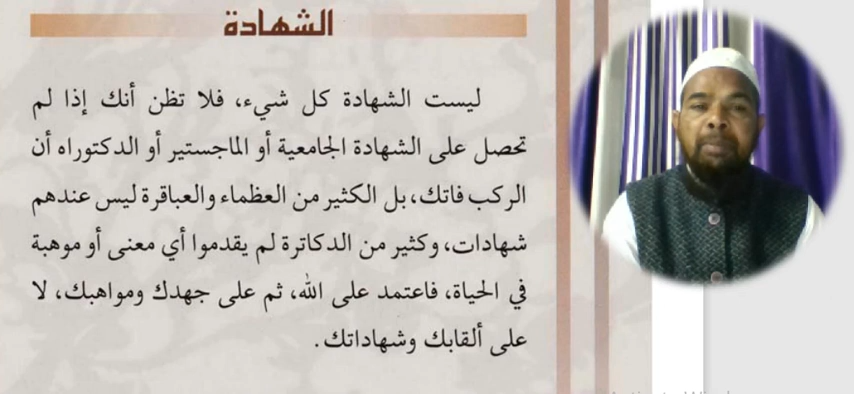 الشهادة
ليست الشهادة كل شيء، فلا تظن أنك إذا لم
تحصل على الشهادة الجامعية أو الماجستير أو الدكتوراه أن
الركب فاتك، بل الكثير من العظماء والعباقرة ليس عندهم
شهادات، وكثير من الدكاترة لم يقدموا أي معنى أو موهبة
في الحياة، فاعتمد على الله، ثم على جهدك ومواهبك، لا
على ألقابك وشهاداتك.